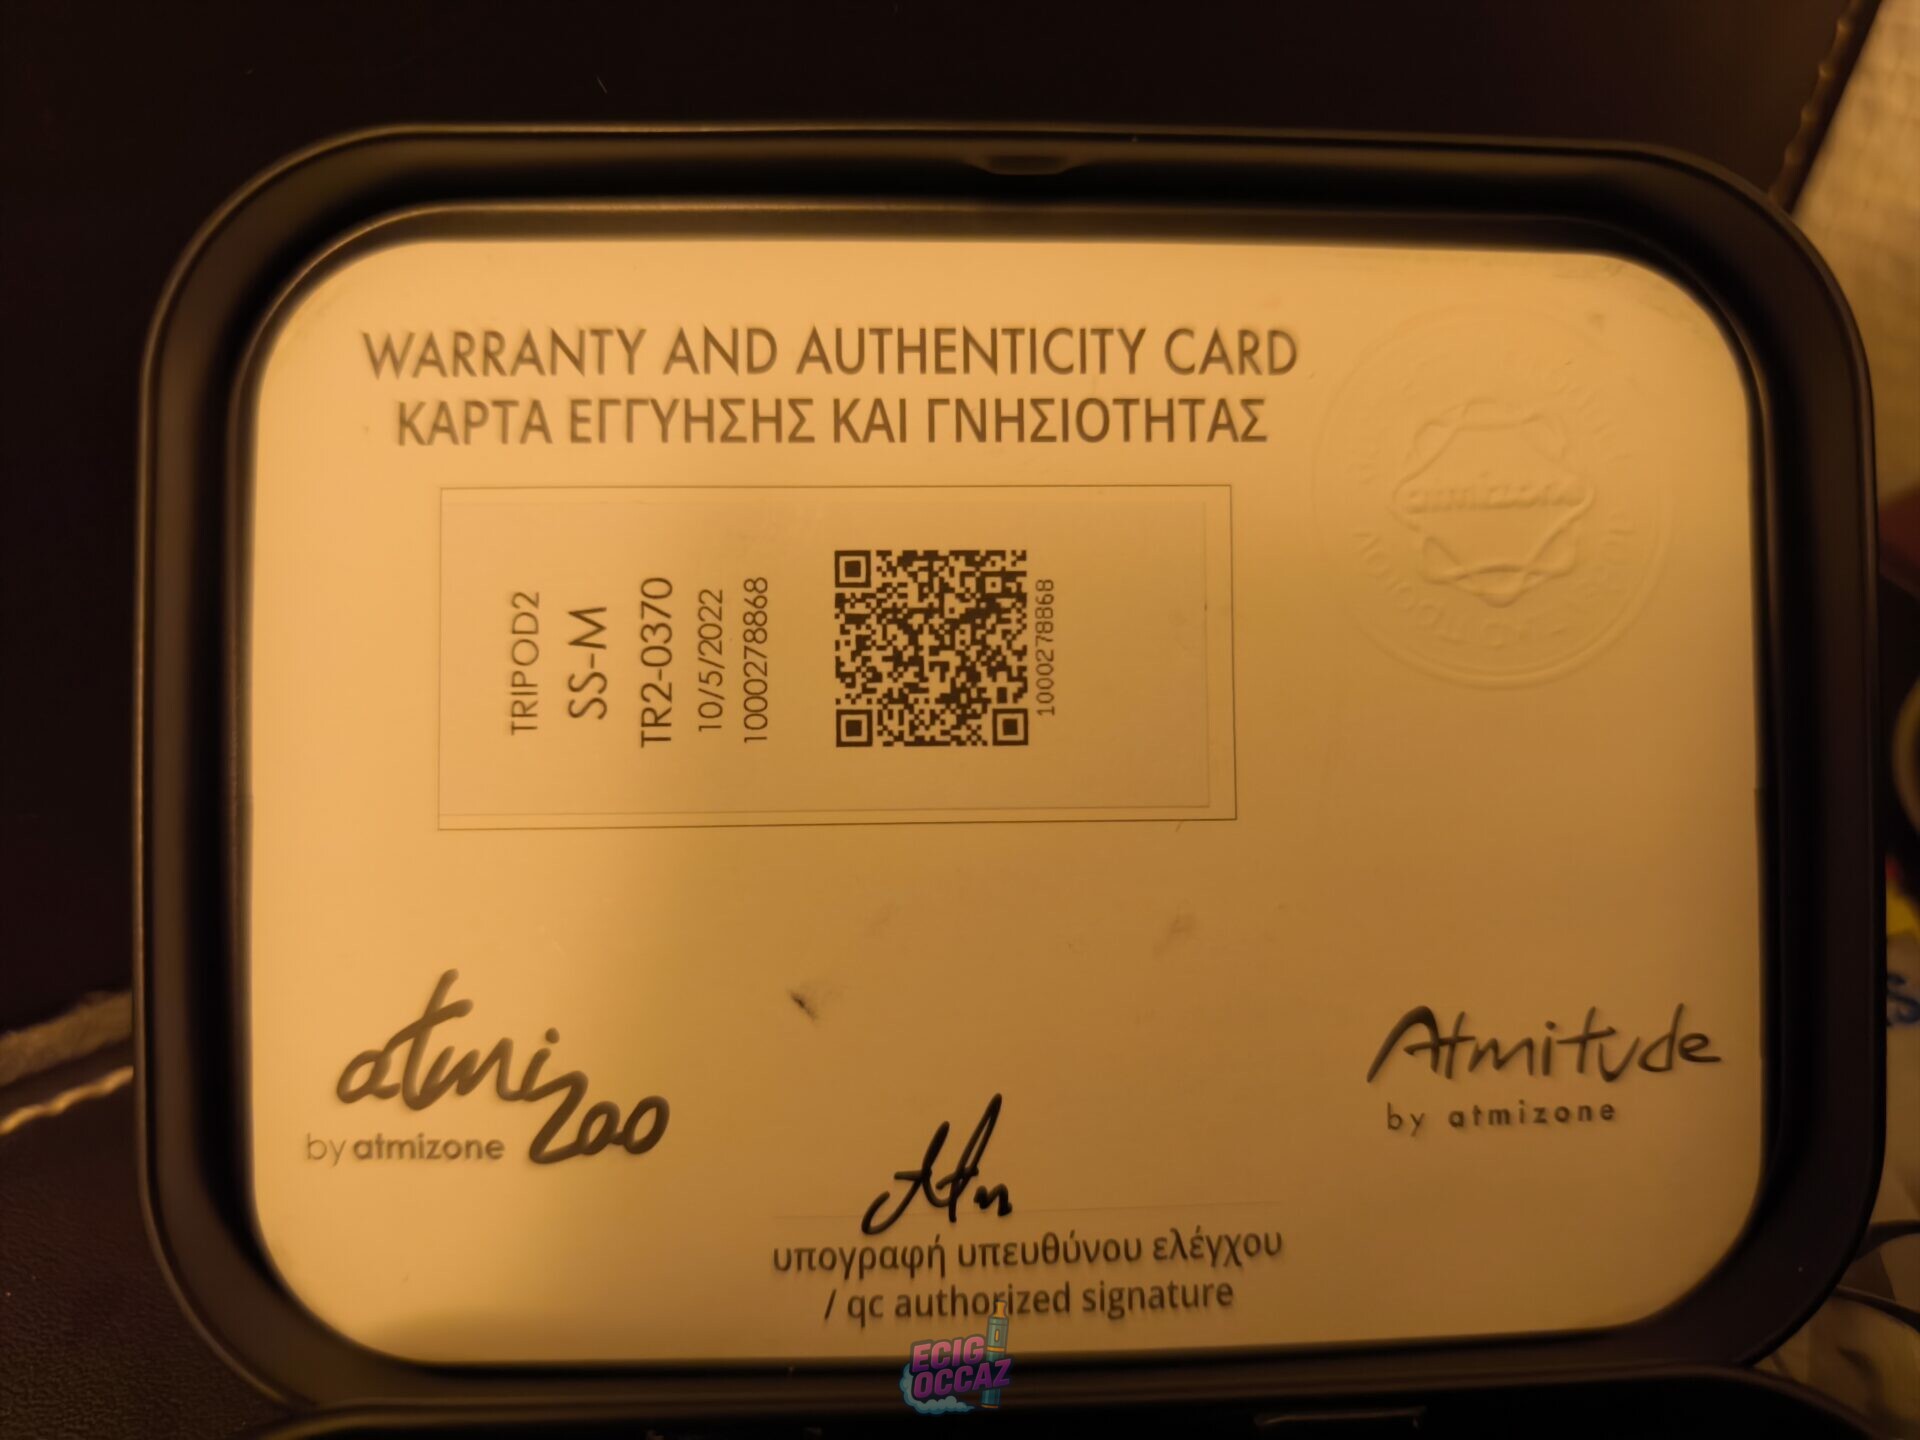 WARRANTY AND AUTHENTICITY CARD
ΚΑΡΤΑ ΕΓΓΥΗΣΗΣ ΚΑΙ ΓΝΗΣΙΟΤΗΤΑΣ
TRIPOD2
SS-M
TR2-0370
10/5/2022
1000278868
1000278868
atmizoo
by atmizone
Atmitude
by atmizone
υπογραφή υπευθύνου ελέγχου
/ qc authorized signature
ECIG
OCCAZ